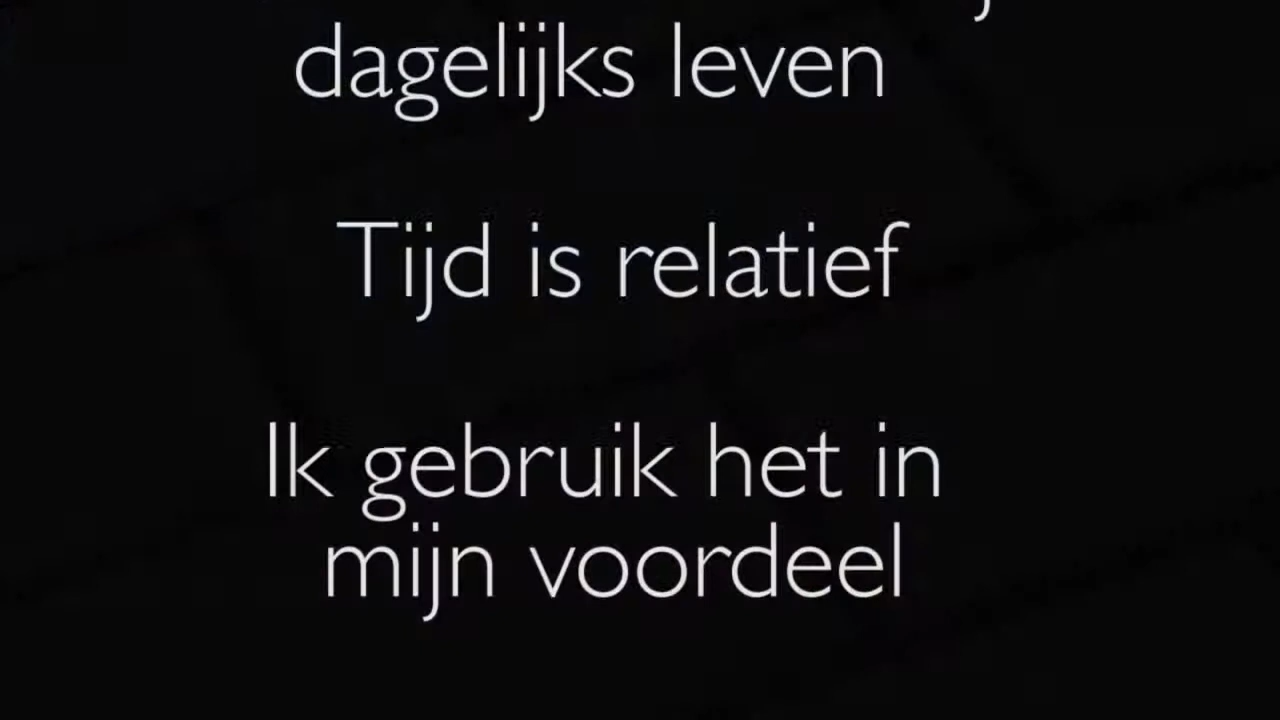 dagelijks leven
Tijd is relatief
Ik gebruik het in
mijn voordeel